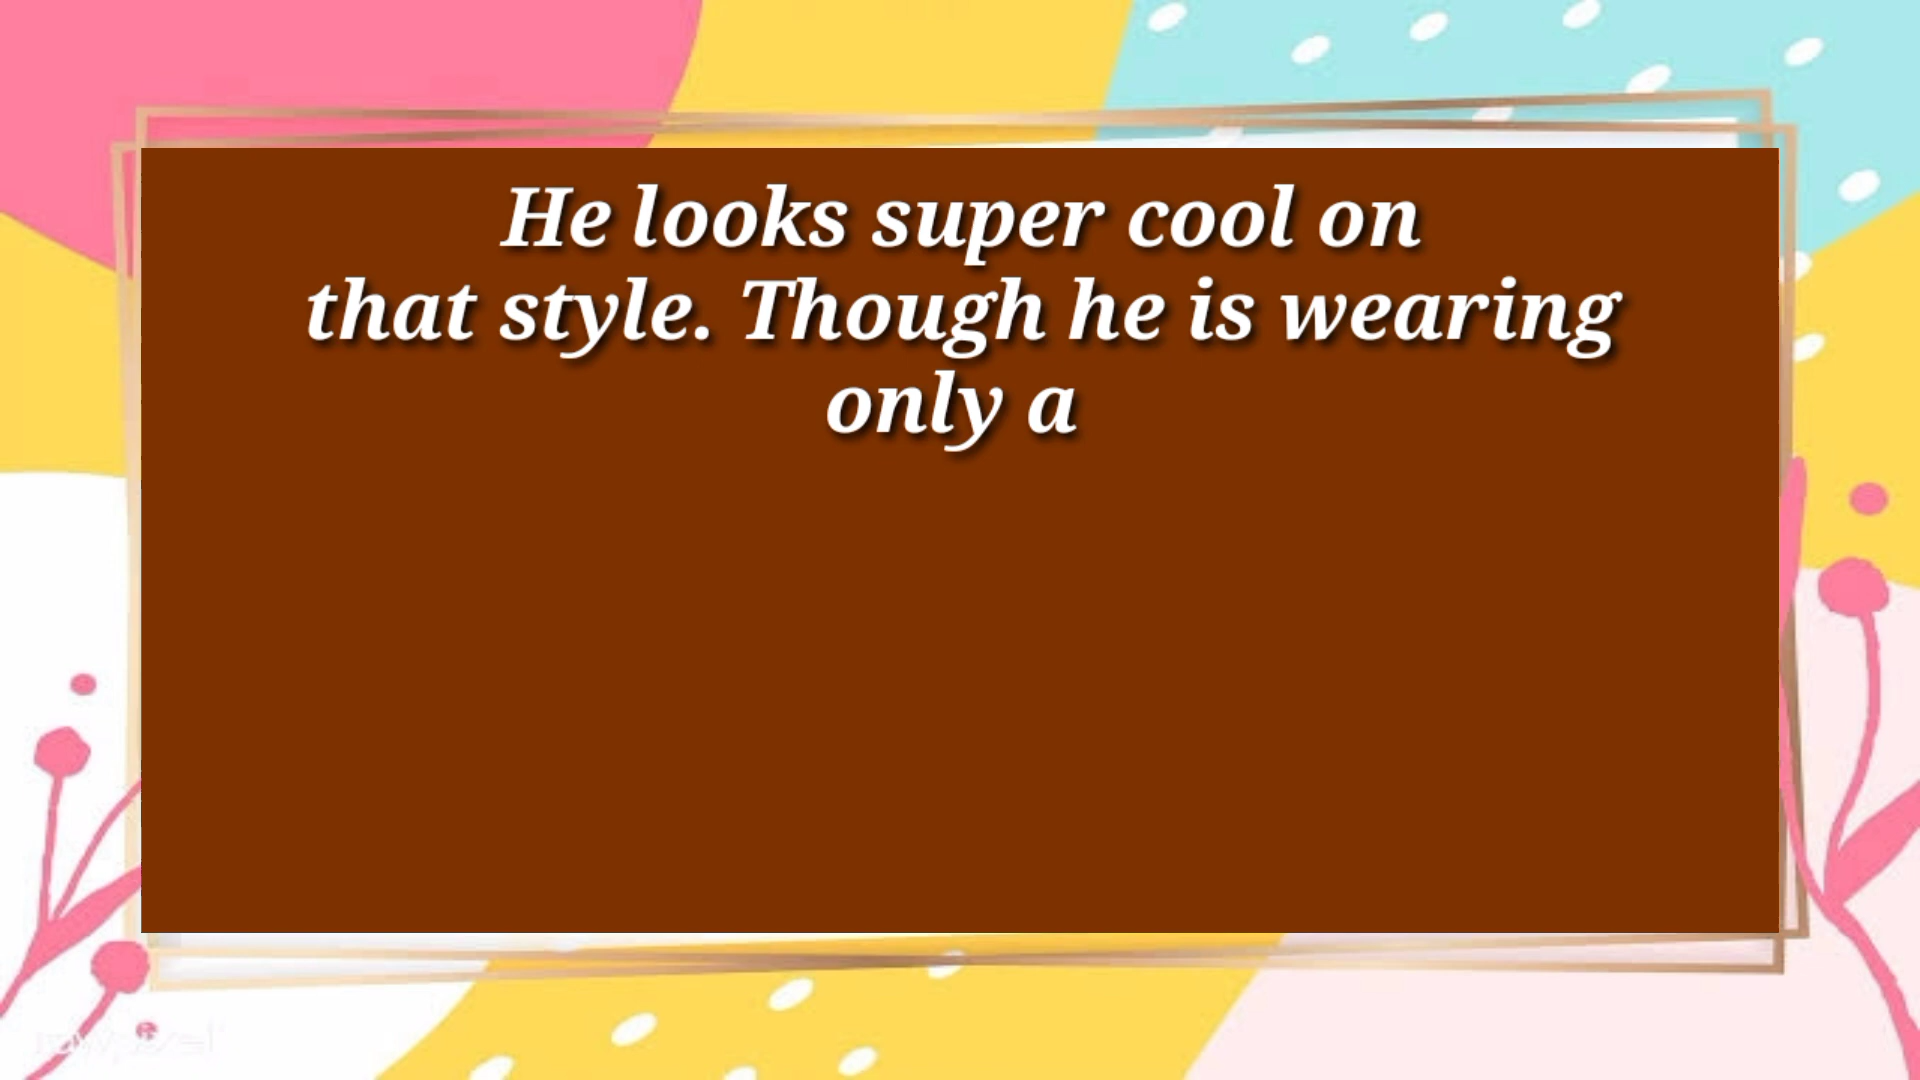 He looks super cool on
that style. Though he is wearing
only a